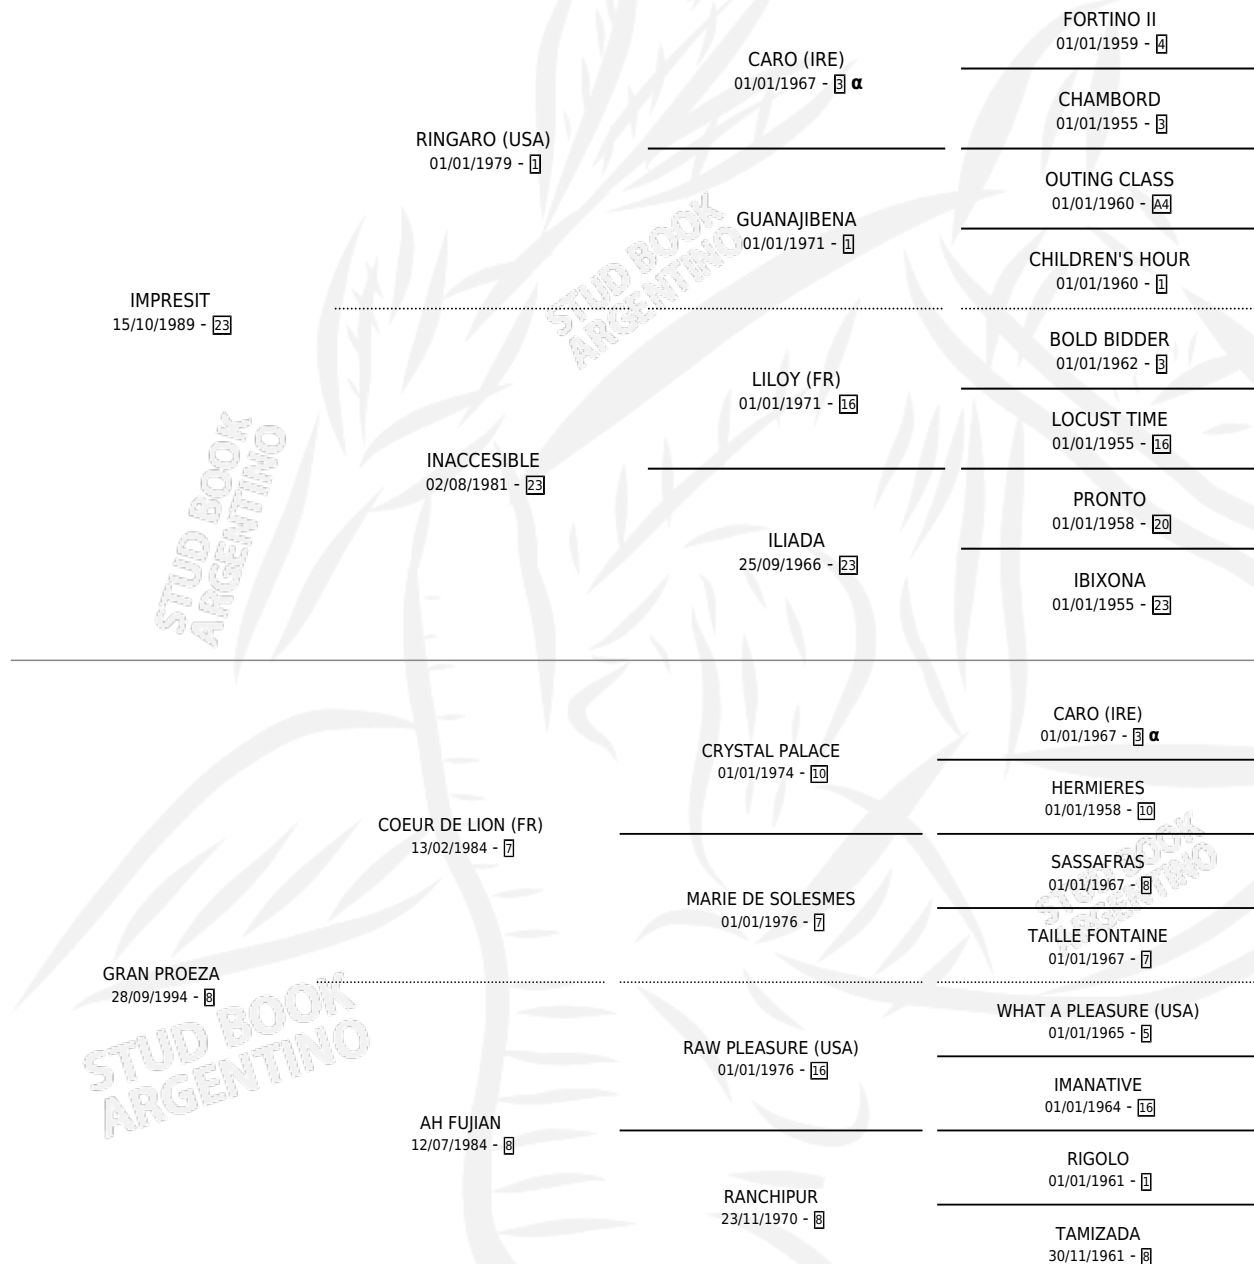 FORTINO II
01/01/1959 - 4
CARO (IRE)
01/01/1967 - 3 α
CHAMBORD
01/01/1955 - 3
RINGARO (USA)
01/01/1979 - 1
OUTING CLASS
01/01/1960 - A4
GUANAJIBENA
01/01/1971 - 1
CHILDREN'S HOUR
01/01/1960 - 1
IMPRESIT
15/10/1989 - 23
BOLD BIDDER
01/01/1962 - 3
LILOY (FR)
01/01/1971 - 16
LOCUST TIME
01/01/1955 - 16
INACCESIBLE
02/08/1981 - 23
PRONTO
01/01/1958 - 20
ILIADA
25/09/1966 - 23
IBIXONA
01/01/1955 - 23
CARO (IRE)
01/01/1967 - 3 α
CRYSTAL PALACE
01/01/1974 - 10
HERMIERES
01/01/1958 - 10
COEUR DE LION (FR)
13/02/1984 - 7
SASSAFRAS
01/01/1967 - 8
MARIE DE SOLESMES
01/01/1976 - 7
TAILLE FONTAINE
01/01/1967 - 7
GRAN PROEZA
28/09/1994 - 8
WHAT A PLEASURE (USA)
01/01/1965 - 5
RAW PLEASURE (USA)
01/01/1976 - 16
IMANATIVE
01/01/1964 - 16
AH FUJIAN
12/07/1984 - 8
RIGOLO
01/01/1961 - 1
RANCHIPUR
23/11/1970 - 8
TAMIZADA
30/11/1961 - 8
STUD BOOK
ARGENTINO
STUD BOOK
ARGENTINO
STUD BOOK
ARGENTINO
STUD BOOK
ARGENTINO